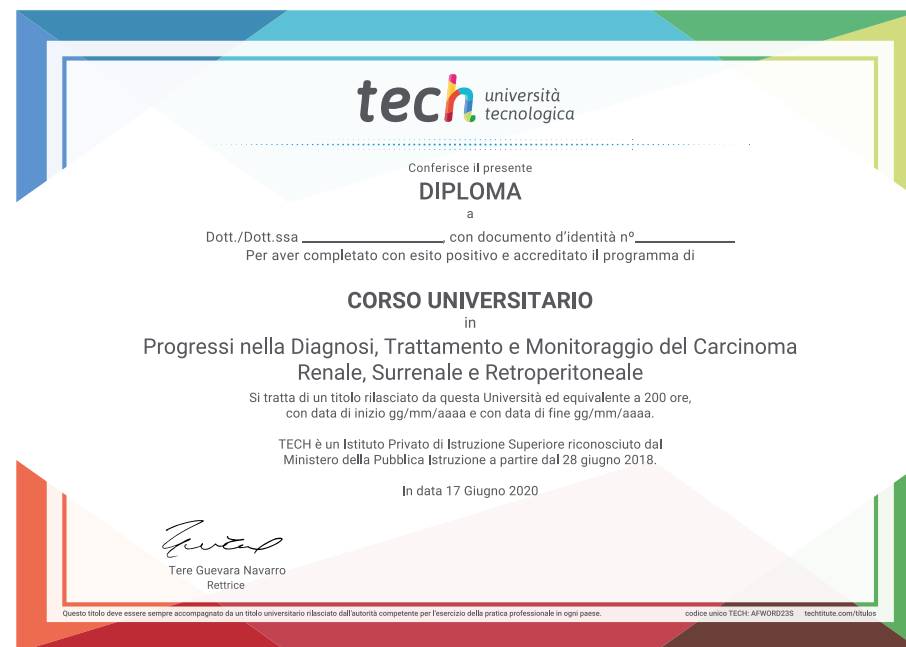 tech università
tecnologica
Conferisce il presente
DIPLOMA
a
Dott./Dott.ssa ____________________, con documento d'identità nº______________
Per aver completato con esito positivo e accreditato il programma di
CORSO UNIVERSITARIO
in
Progressi nella Diagnosi, Trattamento e Monitoraggio del Carcinoma
Renale, Surrenale e Retroperitoneale
Si tratta di un titolo rilasciato da questa Università ed equivalente a 200 ore,
con data di inizio gg/mm/aaaa e con data di fine gg/mm/aaaa.
TECH è un Istituto Privato di Istruzione Superiore riconosciuto dal
Ministero della Pubblica Istruzione a partire dal 28 giugno 2018.
In data 17 Giugno 2020
Tere Guevara Navarro
Rettrice
Questo titolo deve essere sempre accompagnato da un titolo universitario rilasciato dall'autorità competente per l'esercizio della pratica professionale in ogni paese.
codice unico TECH: AFWORD23S techtitute.com/titulos